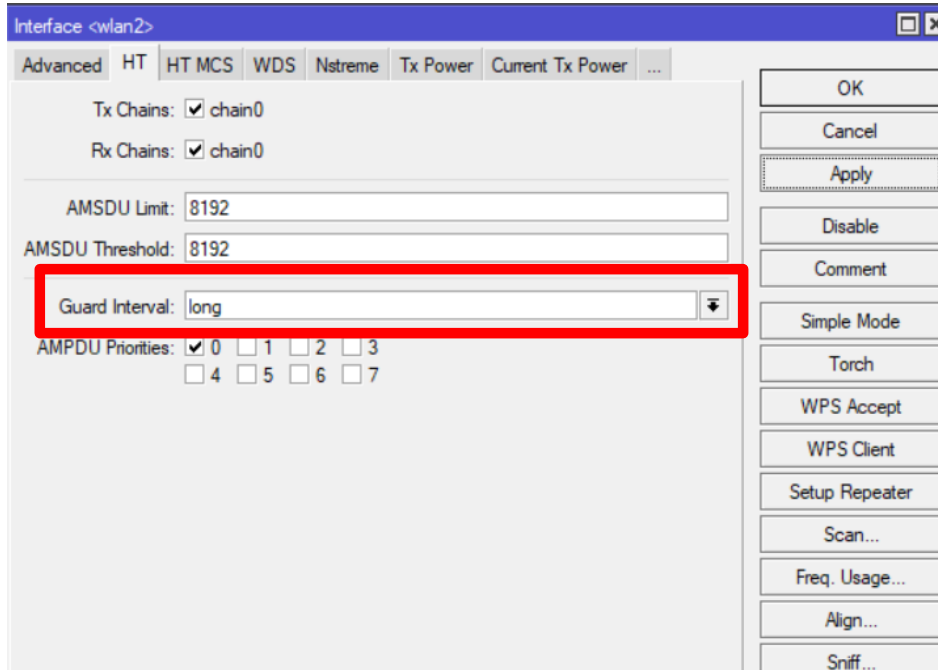 Interface <wlan2>
Advanced HT HT MCS WDS Nstreme Tx Power Current Tx Power ...
Tx Chains: chain0
Rx Chains: chain0
AMSDU Limit: 8192
AMSDU Threshold: 8192
Guard Interval: long
AMPDU Priorities: 0 1 2 3
4 5 6 7
OK
Cancel
Apply
Disable
Comment
Simple Mode
Torch
WPS Accept
WPS Client
Setup Repeater
Scan...
Freq. Usage...
Align...
Sniff...